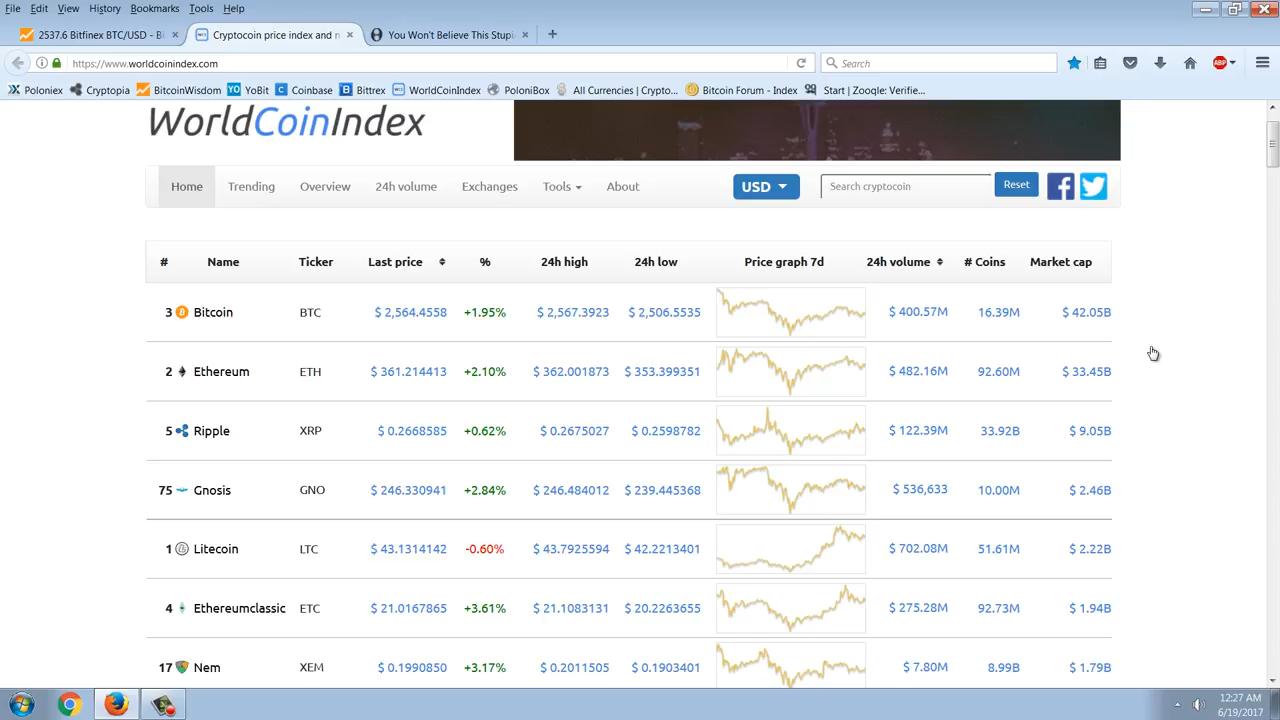 File Edit View History Bookmarks Tools Help
2537.6 Bitfinex BTC/USD - Bi × Cryptocoin price index and n × You Won't Believe This Stupi × +
https://www.worldcoinindex.com Search ABP
Poloniex Cryptopia BitcoinWisdom YO YoBit Coinbase B Bittrex WorldCoinIndex PoloniBox All Currencies | Crypto... Bitcoin Forum - Index Start | Zooqle: Verifie...
WorldCoinIndex
Home Trending Overview 24h volume Exchanges Tools About USD Search cryptocoin Reset
# Name Ticker Last price % 24h high 24h low Price graph 7d 24h volume # Coins Market cap
3 Bitcoin BTC $ 2,564.4558 +1.95% $ 2,567.3923 $ 2,506.5535 $ 400.57M 16.39M $ 42.05B
2 Ethereum ETH $ 361.214413 +2.10% $ 362.001873 $ 353.399351 $ 482.16M 92.60M $ 33.45B
5 Ripple XRP $ 0.2668585 +0.62% $ 0.2675027 $ 0.2598782 $ 122.39M 33.92B $ 9.05B
75 Gnosis GNO $ 246.330941 +2.84% $ 246.484012 $ 239.445368 $ 536,633 10.00M $ 2.46B
1 Litecoin LTC $ 43.1314142 -0.60% $ 43.7925594 $ 42.2213401 $ 702.08M 51.61M $ 2.22B
4 Ethereumclassic ETC $ 21.0167865 +3.61% $ 21.1083131 $ 20.2263655 $ 275.28M 92.73M $ 1.94B
17 Nem XEM $ 0.1990850 +3.17% $ 0.2011505 $ 0.1903401 $ 7.80M 8.99B $ 1.79B
12:27 AM
6/19/2017